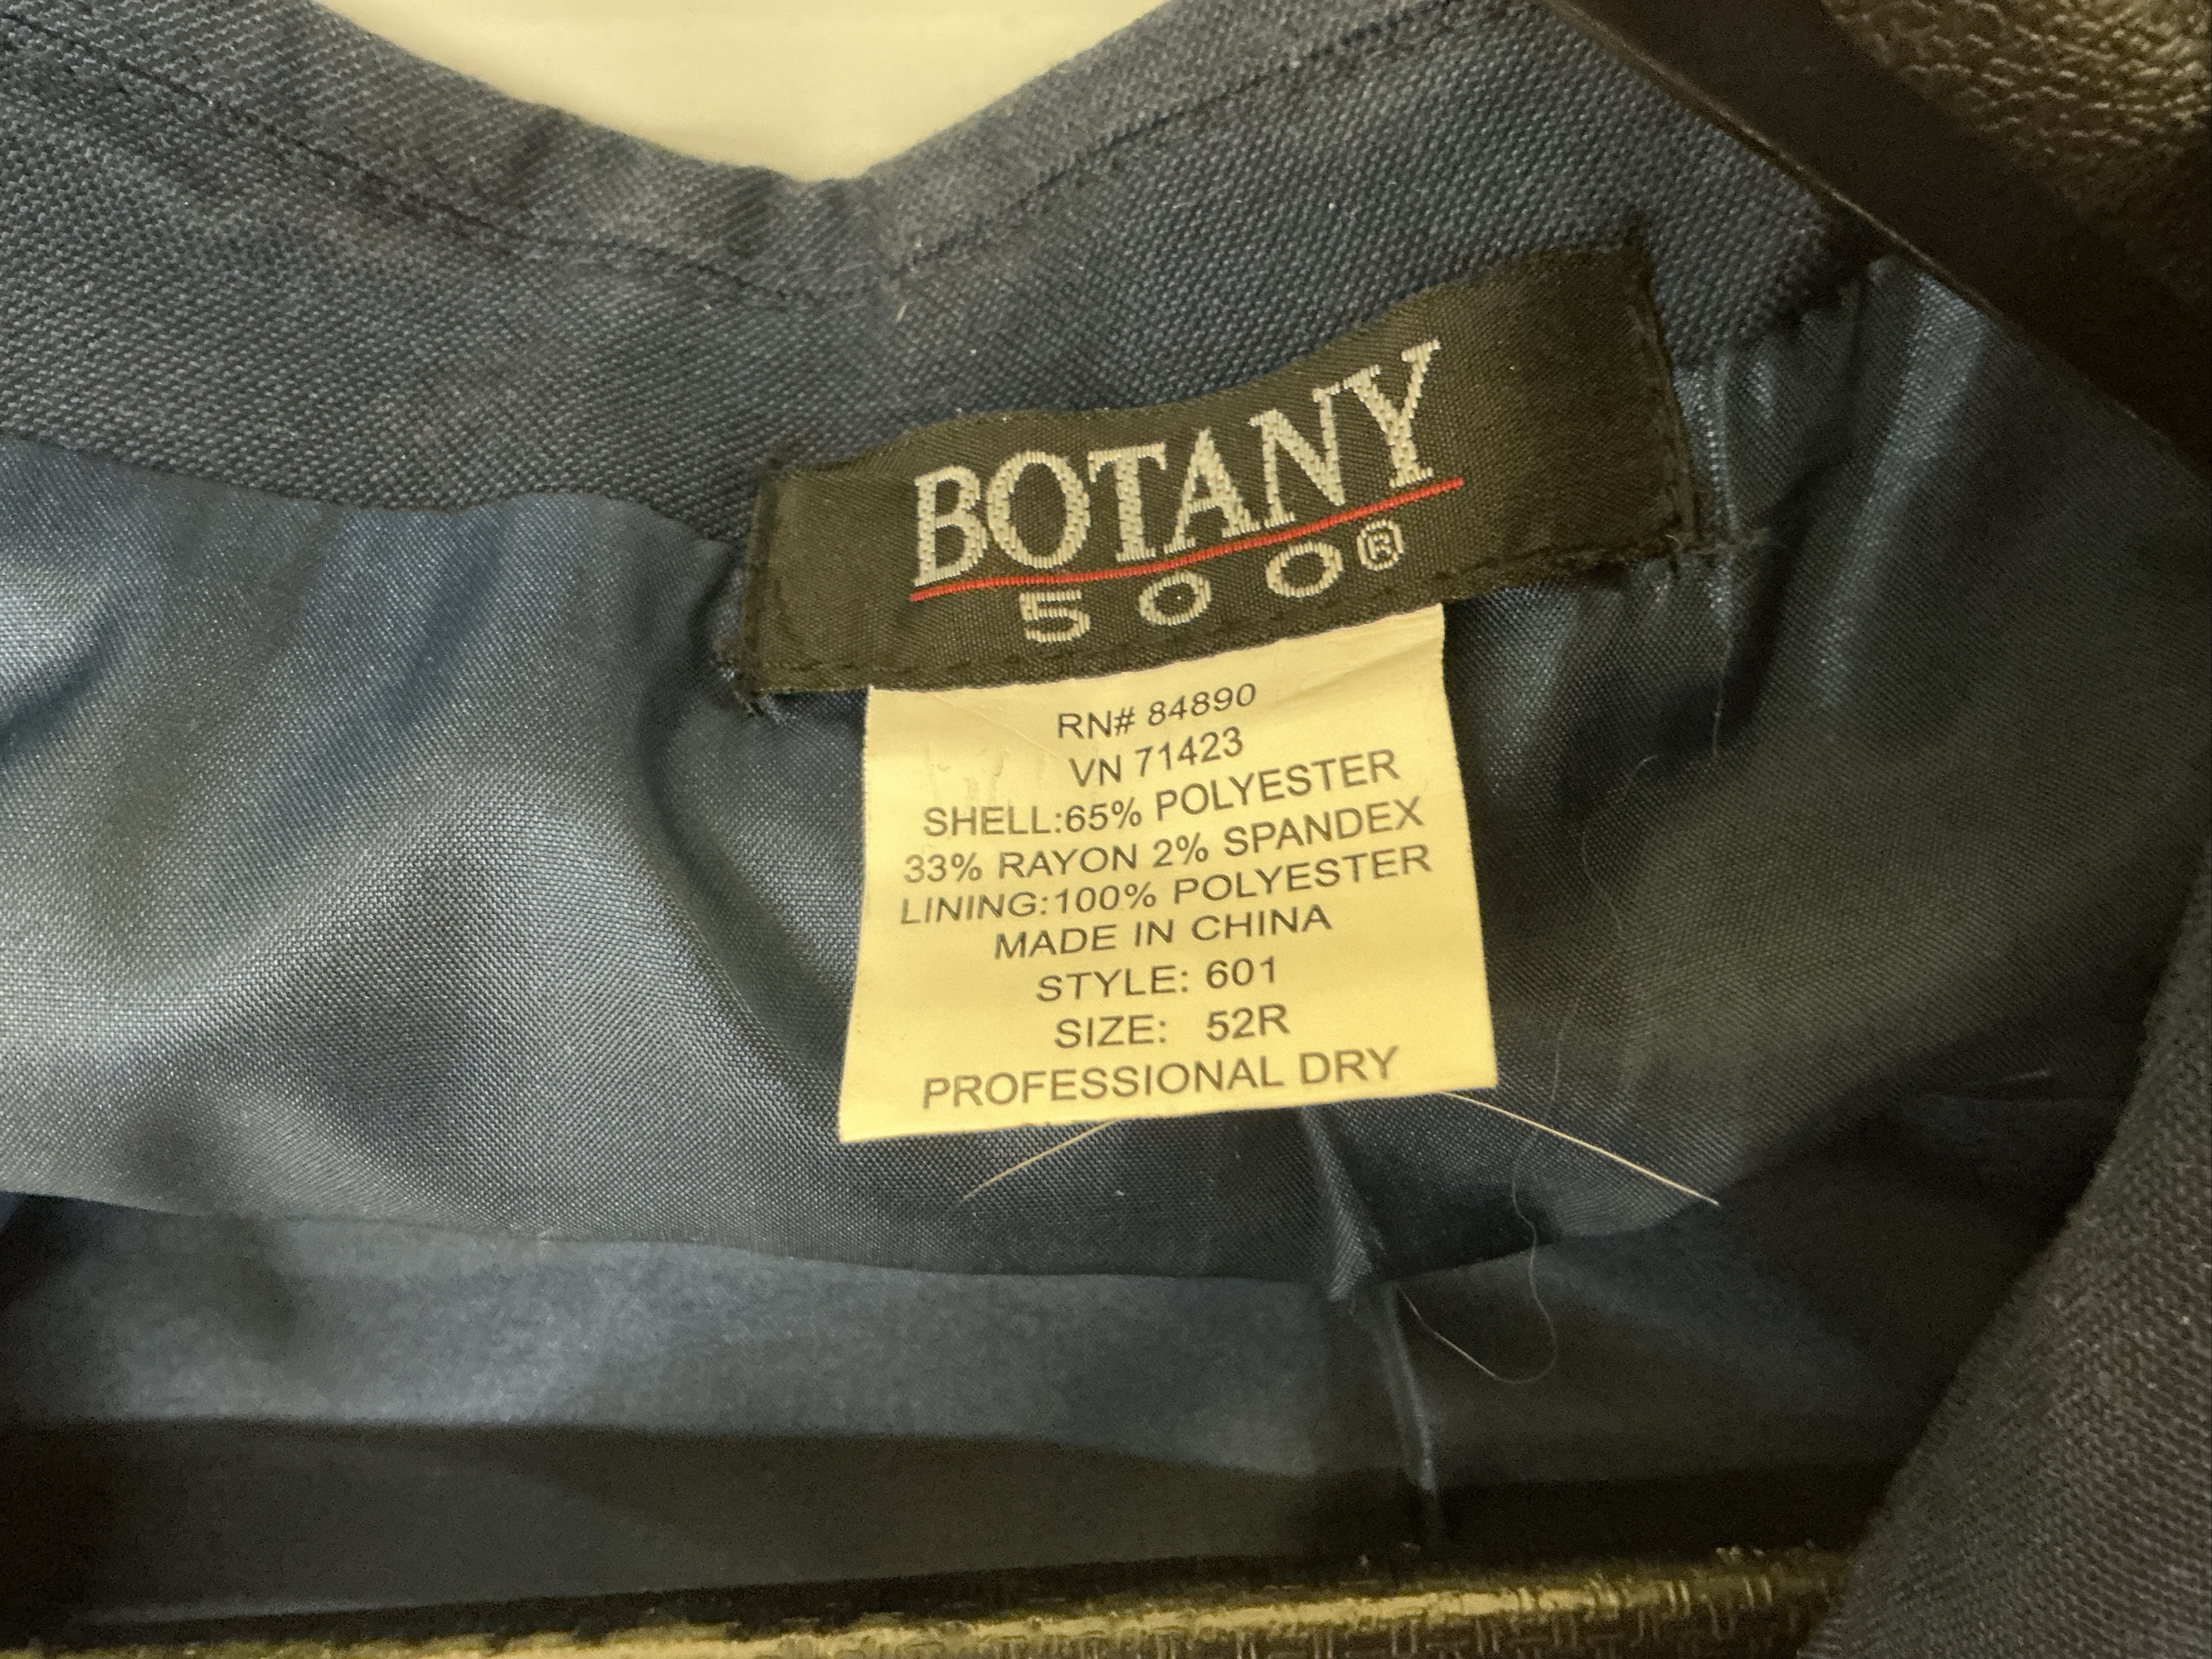 BOTANY
500®
RN# 84890
VN 71423
SHELL:65% POLYESTER
33% RAYON 2% SPANDEX
LINING:100% POLYESTER
MADE IN CHINA
STYLE: 601
SIZE: 52R
PROFESSIONAL DRY